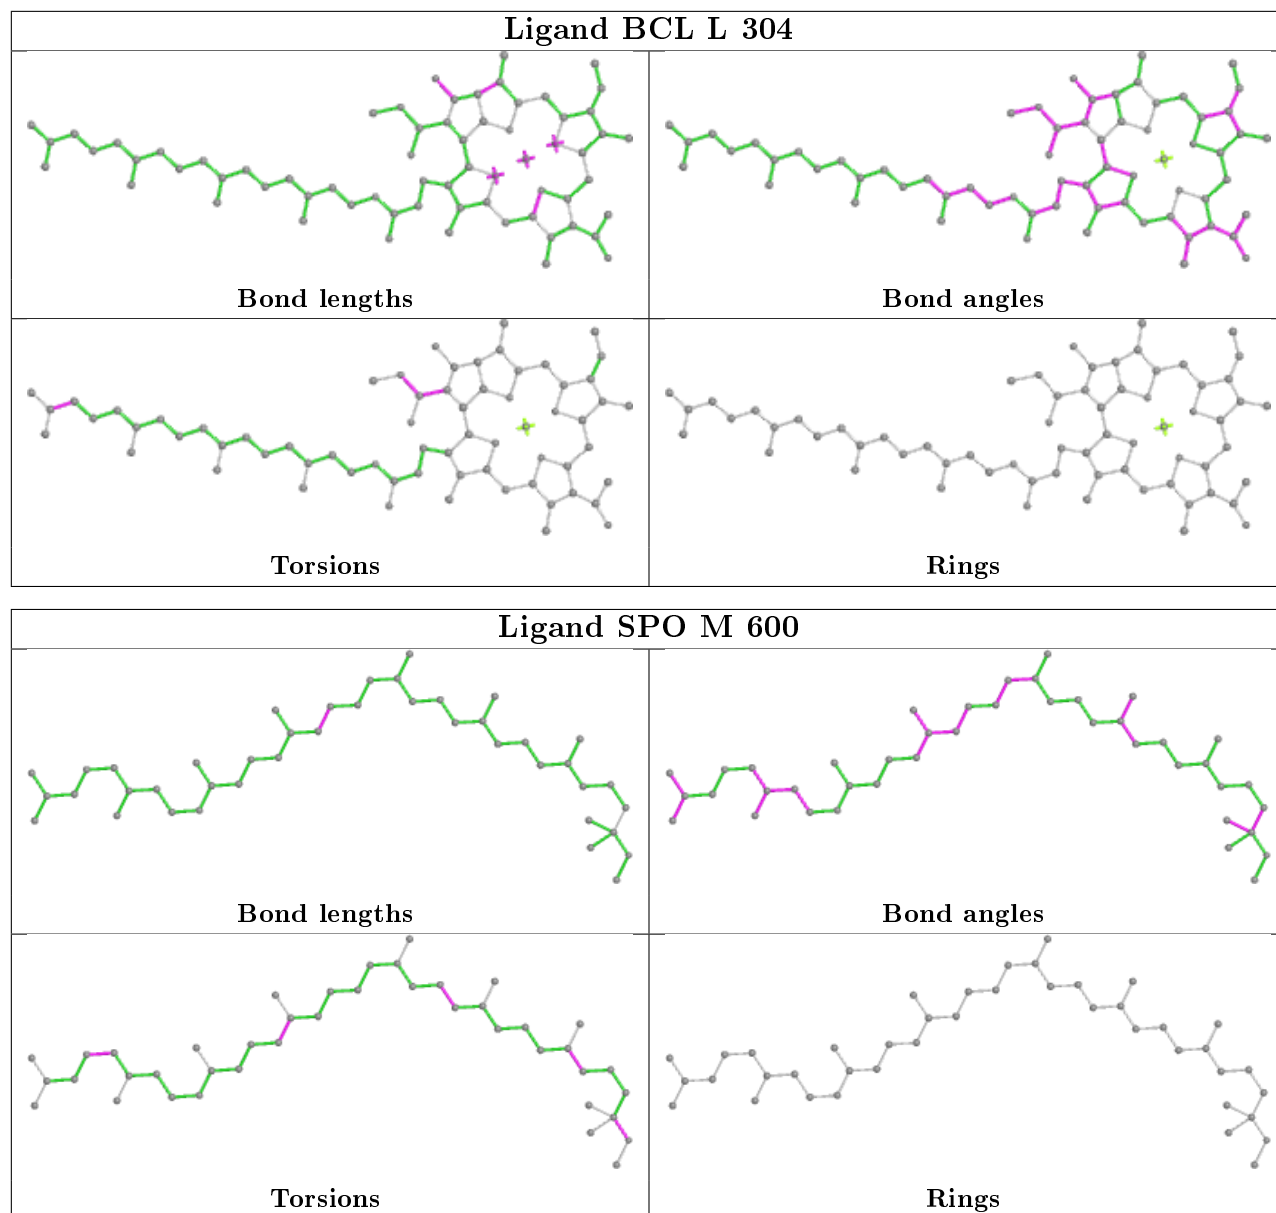 Ligand BCL L 304
Bond lengths
Bond angles
Torsions
Rings
Ligand SPO M 600
Bond lengths
Bond angles
Torsions
Rings